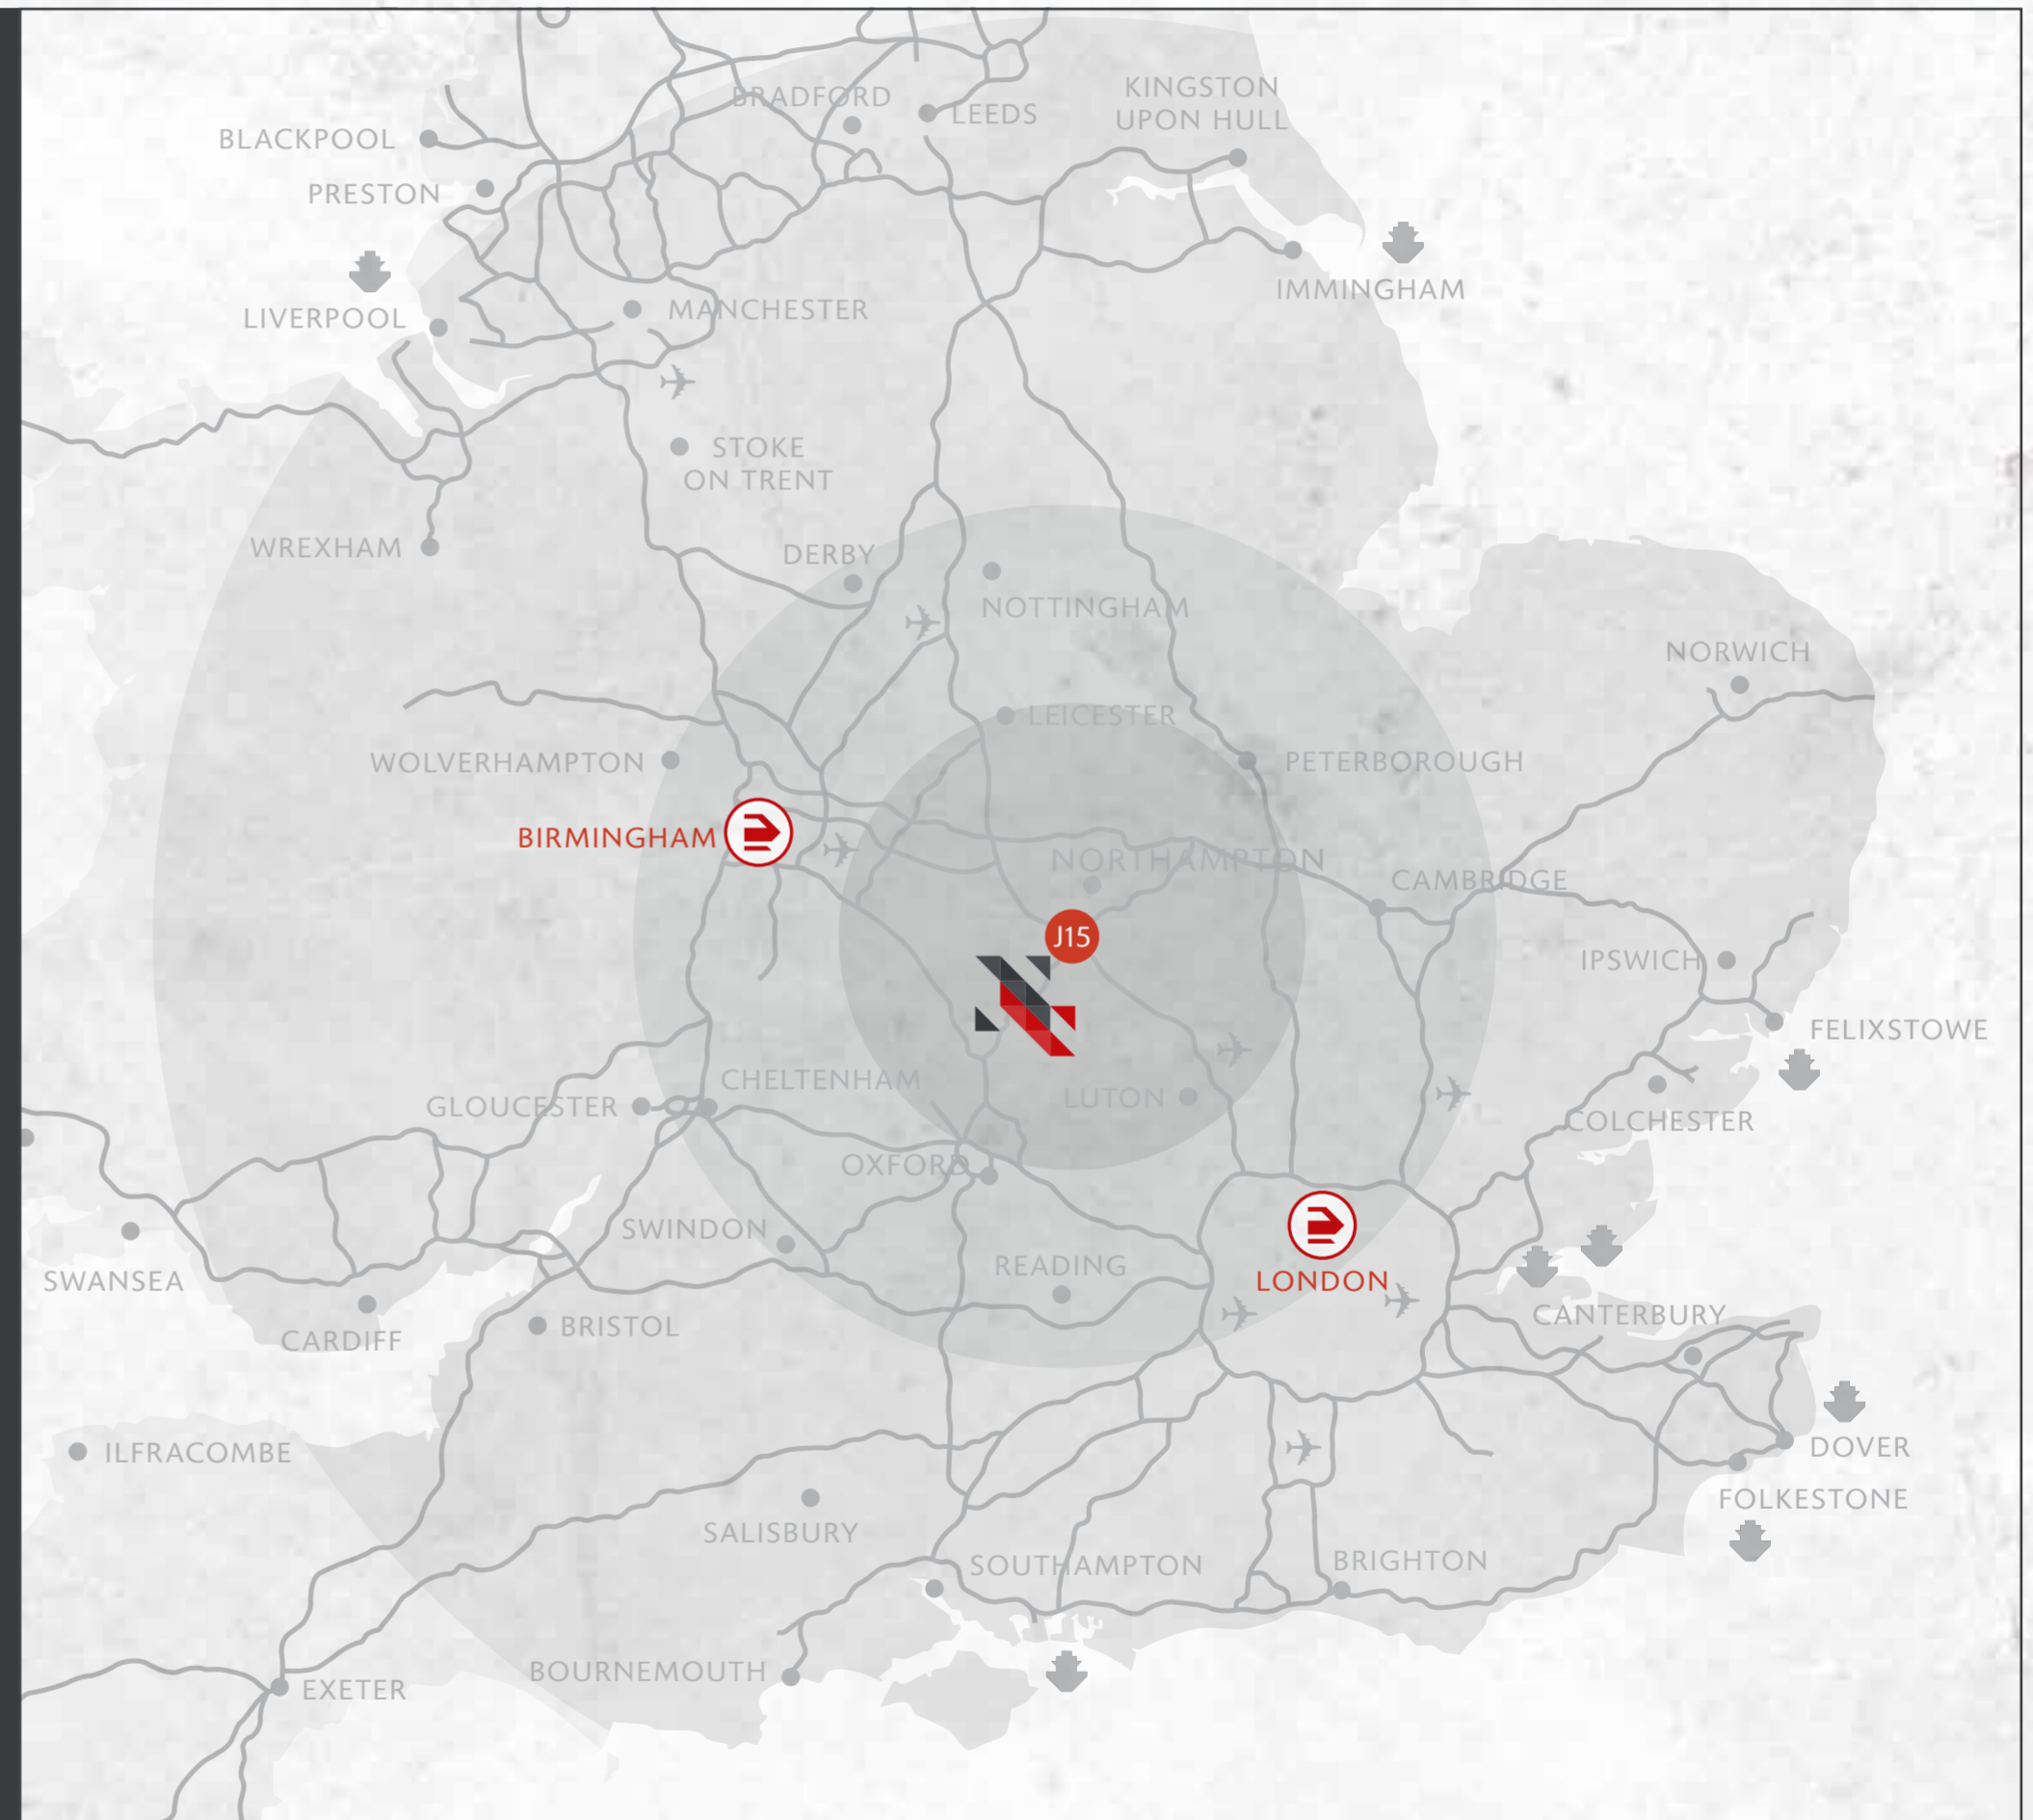 BRADFORD
LEEDS
KINGSTON
UPON HULL
BLACKPOOL
PRESTON
IMMINGHAM
LIVERPOOL
MANCHESTER
STOKE
ON TRENT
WREXHAM
DERBY
NOTTINGHAM
NORWICH
LEICESTER
WOLVERHAMPTON
PETERBOROUGH
BIRMINGHAM
NORTHAMPTON
CAMBRIDGE
J15
IPSWICH
FELIXSTOWE
CHELTENHAM
GLOUCESTER
LUTON
COLCHESTER
OXFORD
SWINDON
READING
LONDON
SWANSEA
CANTERBURY
CARDIFF
BRISTOL
ILFRACOMBE
DOVER
FOLKESTONE
SALISBURY
SOUTHAMPTON
BRIGHTON
BOURNEMOUTH
EXETER